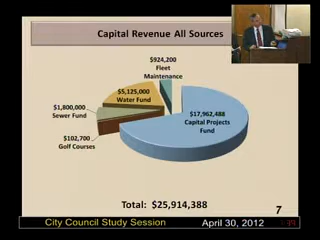 Capital Revenue All Sources
$924,200
Fleet
Maintenance
$5,125,000
Water Fund
$1,800,000
Sewer Fund
$17,962,488
Capital Projects
Fund
$102,700
Golf Courses
Total: $25,914,388
7
City Council Study Session
April 30, 2012